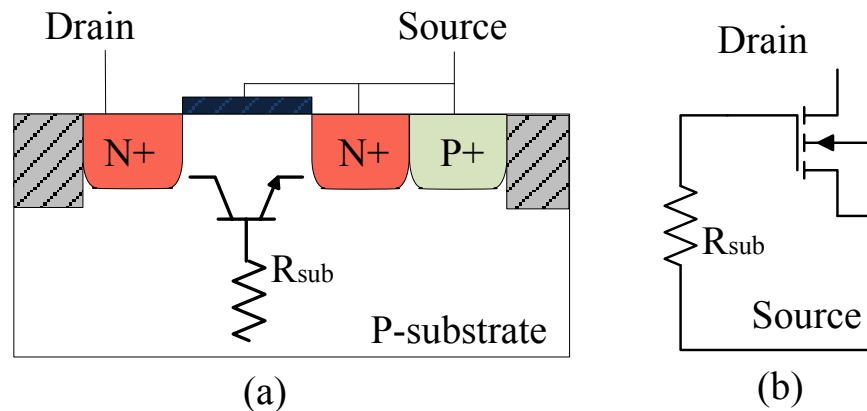 Drain
Source
N+
N+
P+
Rsub
P-substrate
(a)
Drain
Rsub
Source
(b)